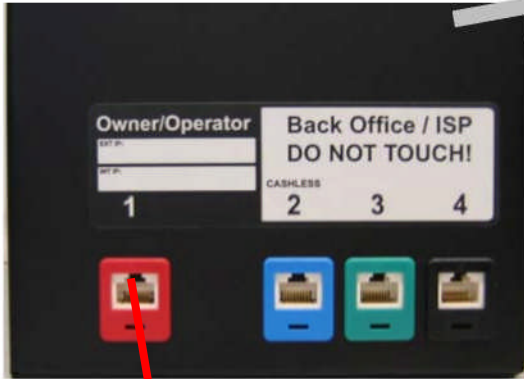 Owner/Operator
EXT IP:
INT IP:
1
Back Office / ISP
DO NOT TOUCH!
CASHLESS
2 3 4